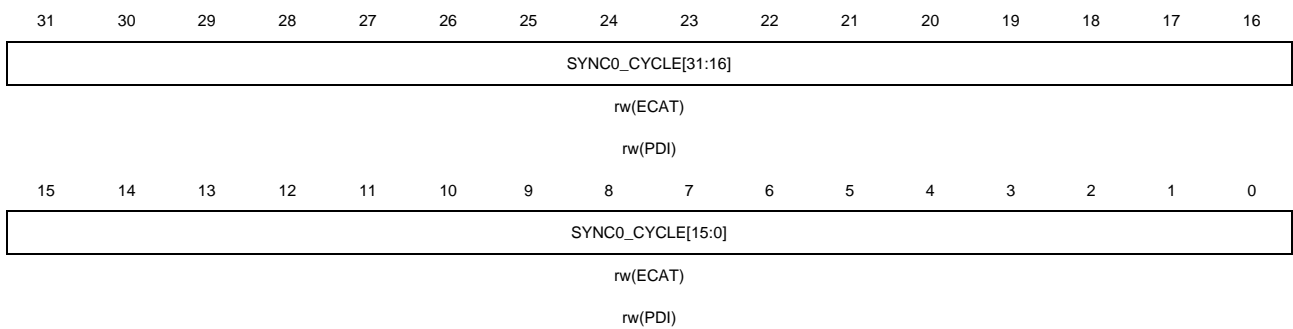 31 30 29 28 27 26 25 24 23 22 21 20 19 18 17 16
SYNC0_CYCLE[31:16]
rw(ECAT)
rw(PDI)
15 14 13 12 11 10 9 8 7 6 5 4 3 2 1 0
SYNC0_CYCLE[15:0]
rw(ECAT)
rw(PDI)